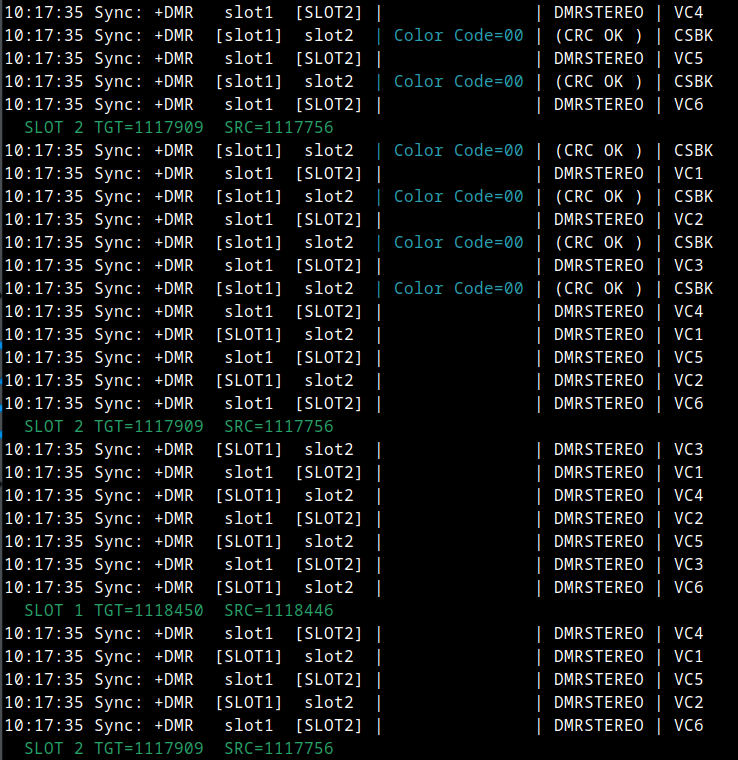 10:17:35 Sync: +DMR   slot1  [SLOT2] |               | DMRSTEREO | VC4
10:17:35 Sync: +DMR  [slot1]  slot2  | Color Code=00 | (CRC OK ) | CSBK
10:17:35 Sync: +DMR   slot1  [SLOT2] |               | DMRSTEREO | VC5
10:17:35 Sync: +DMR  [slot1]  slot2  | Color Code=00 | (CRC OK ) | CSBK
10:17:35 Sync: +DMR   slot1  [SLOT2] |               | DMRSTEREO | VC6
  SLOT 2 TGT=1117909  SRC=1117756
10:17:35 Sync: +DMR  [slot1]  slot2  | Color Code=00 | (CRC OK ) | CSBK
10:17:35 Sync: +DMR   slot1  [SLOT2] |               | DMRSTEREO | VC1
10:17:35 Sync: +DMR  [slot1]  slot2  | Color Code=00 | (CRC OK ) | CSBK
10:17:35 Sync: +DMR   slot1  [SLOT2] |               | DMRSTEREO | VC2
10:17:35 Sync: +DMR  [slot1]  slot2  | Color Code=00 | (CRC OK ) | CSBK
10:17:35 Sync: +DMR   slot1  [SLOT2] |               | DMRSTEREO | VC3
10:17:35 Sync: +DMR  [slot1]  slot2  | Color Code=00 | (CRC OK ) | CSBK
10:17:35 Sync: +DMR   slot1  [SLOT2] |               | DMRSTEREO | VC4
10:17:35 Sync: +DMR  [SLOT1]  slot2  |               | DMRSTEREO | VC1
10:17:35 Sync: +DMR   slot1  [SLOT2] |               | DMRSTEREO | VC5
10:17:35 Sync: +DMR  [SLOT1]  slot2  |               | DMRSTEREO | VC2
10:17:35 Sync: +DMR   slot1  [SLOT2] |               | DMRSTEREO | VC6
  SLOT 2 TGT=1117909  SRC=1117756
10:17:35 Sync: +DMR  [SLOT1]  slot2  |               | DMRSTEREO | VC3
10:17:35 Sync: +DMR   slot1  [SLOT2] |               | DMRSTEREO | VC1
10:17:35 Sync: +DMR  [SLOT1]  slot2  |               | DMRSTEREO | VC4
10:17:35 Sync: +DMR   slot1  [SLOT2] |               | DMRSTEREO | VC2
10:17:35 Sync: +DMR  [SLOT1]  slot2  |               | DMRSTEREO | VC5
10:17:35 Sync: +DMR   slot1  [SLOT2] |               | DMRSTEREO | VC3
10:17:35 Sync: +DMR  [SLOT1]  slot2  |               | DMRSTEREO | VC6
  SLOT 1 TGT=1118450  SRC=1118446
10:17:35 Sync: +DMR   slot1  [SLOT2] |               | DMRSTEREO | VC4
10:17:35 Sync: +DMR  [SLOT1]  slot2  |               | DMRSTEREO | VC1
10:17:35 Sync: +DMR   slot1  [SLOT2] |               | DMRSTEREO | VC5
10:17:35 Sync: +DMR  [SLOT1]  slot2  |               | DMRSTEREO | VC2
10:17:35 Sync: +DMR   slot1  [SLOT2] |               | DMRSTEREO | VC6
  SLOT 2 TGT=1117909  SRC=1117756